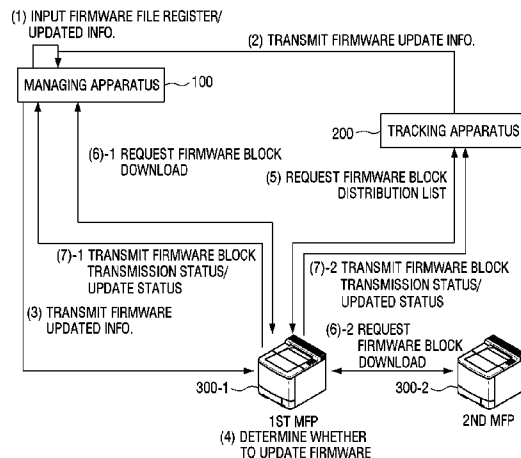 (1) INPUT FIRMWARE FILE REGISTER/
UPDATED INFO.
(2) TRANSMIT FIRMWARE UPDATE INFO.
MANAGING APPARATUS
100
200
TRACKING APPARATUS
(6)-1 REQUEST FIRMWARE BLOCK
DOWNLOAD
(5) REQUEST FIRMWARE BLOCK
DISTRIBUTION LIST
(7)-1 TRANSMIT FIRMWARE BLOCK
TRANSMISSION STATUS/
UPDATE STATUS
(7)-2 TRANSMIT FIRMWARE BLOCK
TRANSMISSION STATUS/
UPDATED STATUS
(3) TRANSMIT FIRMWARE
UPDATED INFO.
(6)-2 REQUEST
FIRMWARE BLOCK
DOWNLOAD
300-1
300-2
1ST MFP
2ND MFP
(4) DETERMINE WHETHER
TO UPDATE FIRMWARE